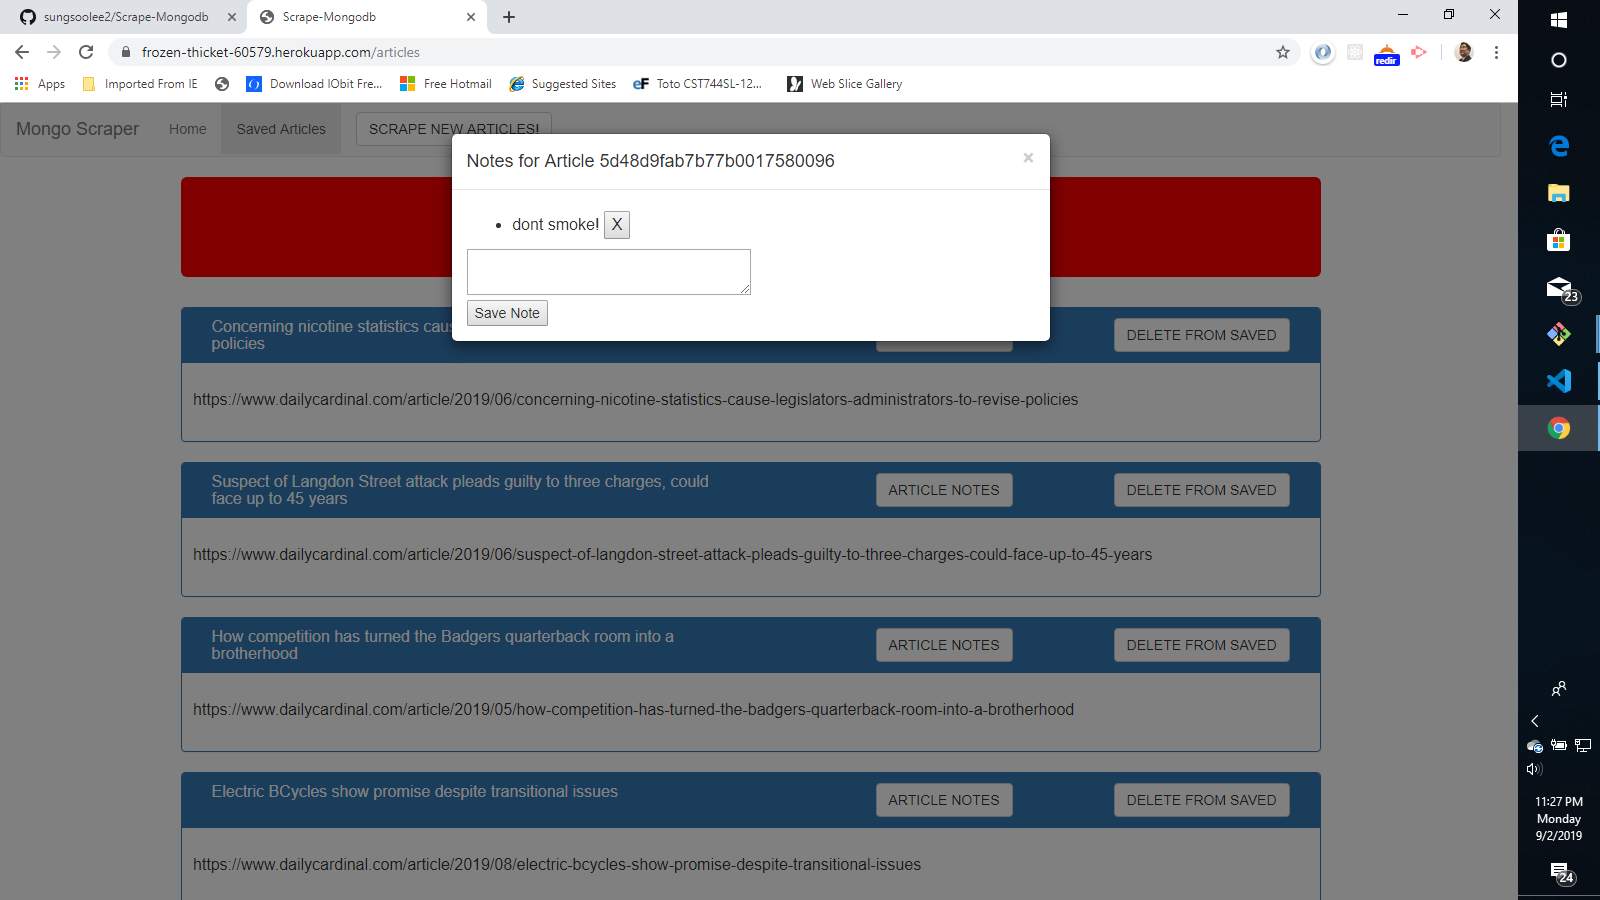 sungsoolee2/Scrape-Mongodb
Scrape-Mongodb
frozen-thicket-60579.herokuapp.com/articles
redir
Apps
Imported From IE
Download IObit Fre...
Free Hotmail
Suggested Sites
eF
Toto CST744SL-12...
Web Slice Gallery
Mongo Scraper
Home
Saved Articles
SCRAPE NEW ARTICLES!
Notes for Article 5d48d9fab7b77b0017580096
×
dont smoke! X
Save Note
Concerning nicotine statistics
policies
DELETE FROM SAVED
https://www.dailycardinal.com/article/2019/06/concerning-nicotine-statistics-cause-legislators-administrators-to-revise-policies
Suspect of Langdon Street attack pleads guilty to three charges, could
face up to 45 years
ARTICLE NOTES
DELETE FROM SAVED
https://www.dailycardinal.com/article/2019/06/suspect-of-langdon-street-attack-pleads-guilty-to-three-charges-could-face-up-to-45-years
How competition has turned the Badgers quarterback room into a
brotherhood
ARTICLE NOTES
DELETE FROM SAVED
https://www.dailycardinal.com/article/2019/05/how-competition-has-turned-the-badgers-quarterback-room-into-a-brotherhood
Electric BCycles show promise despite transitional issues
ARTICLE NOTES
DELETE FROM SAVED
https://www.dailycardinal.com/article/2019/08/electric-bcycles-show-promise-despite-transitional-issues
23
11:27 PM
Monday
9/2/2019
24